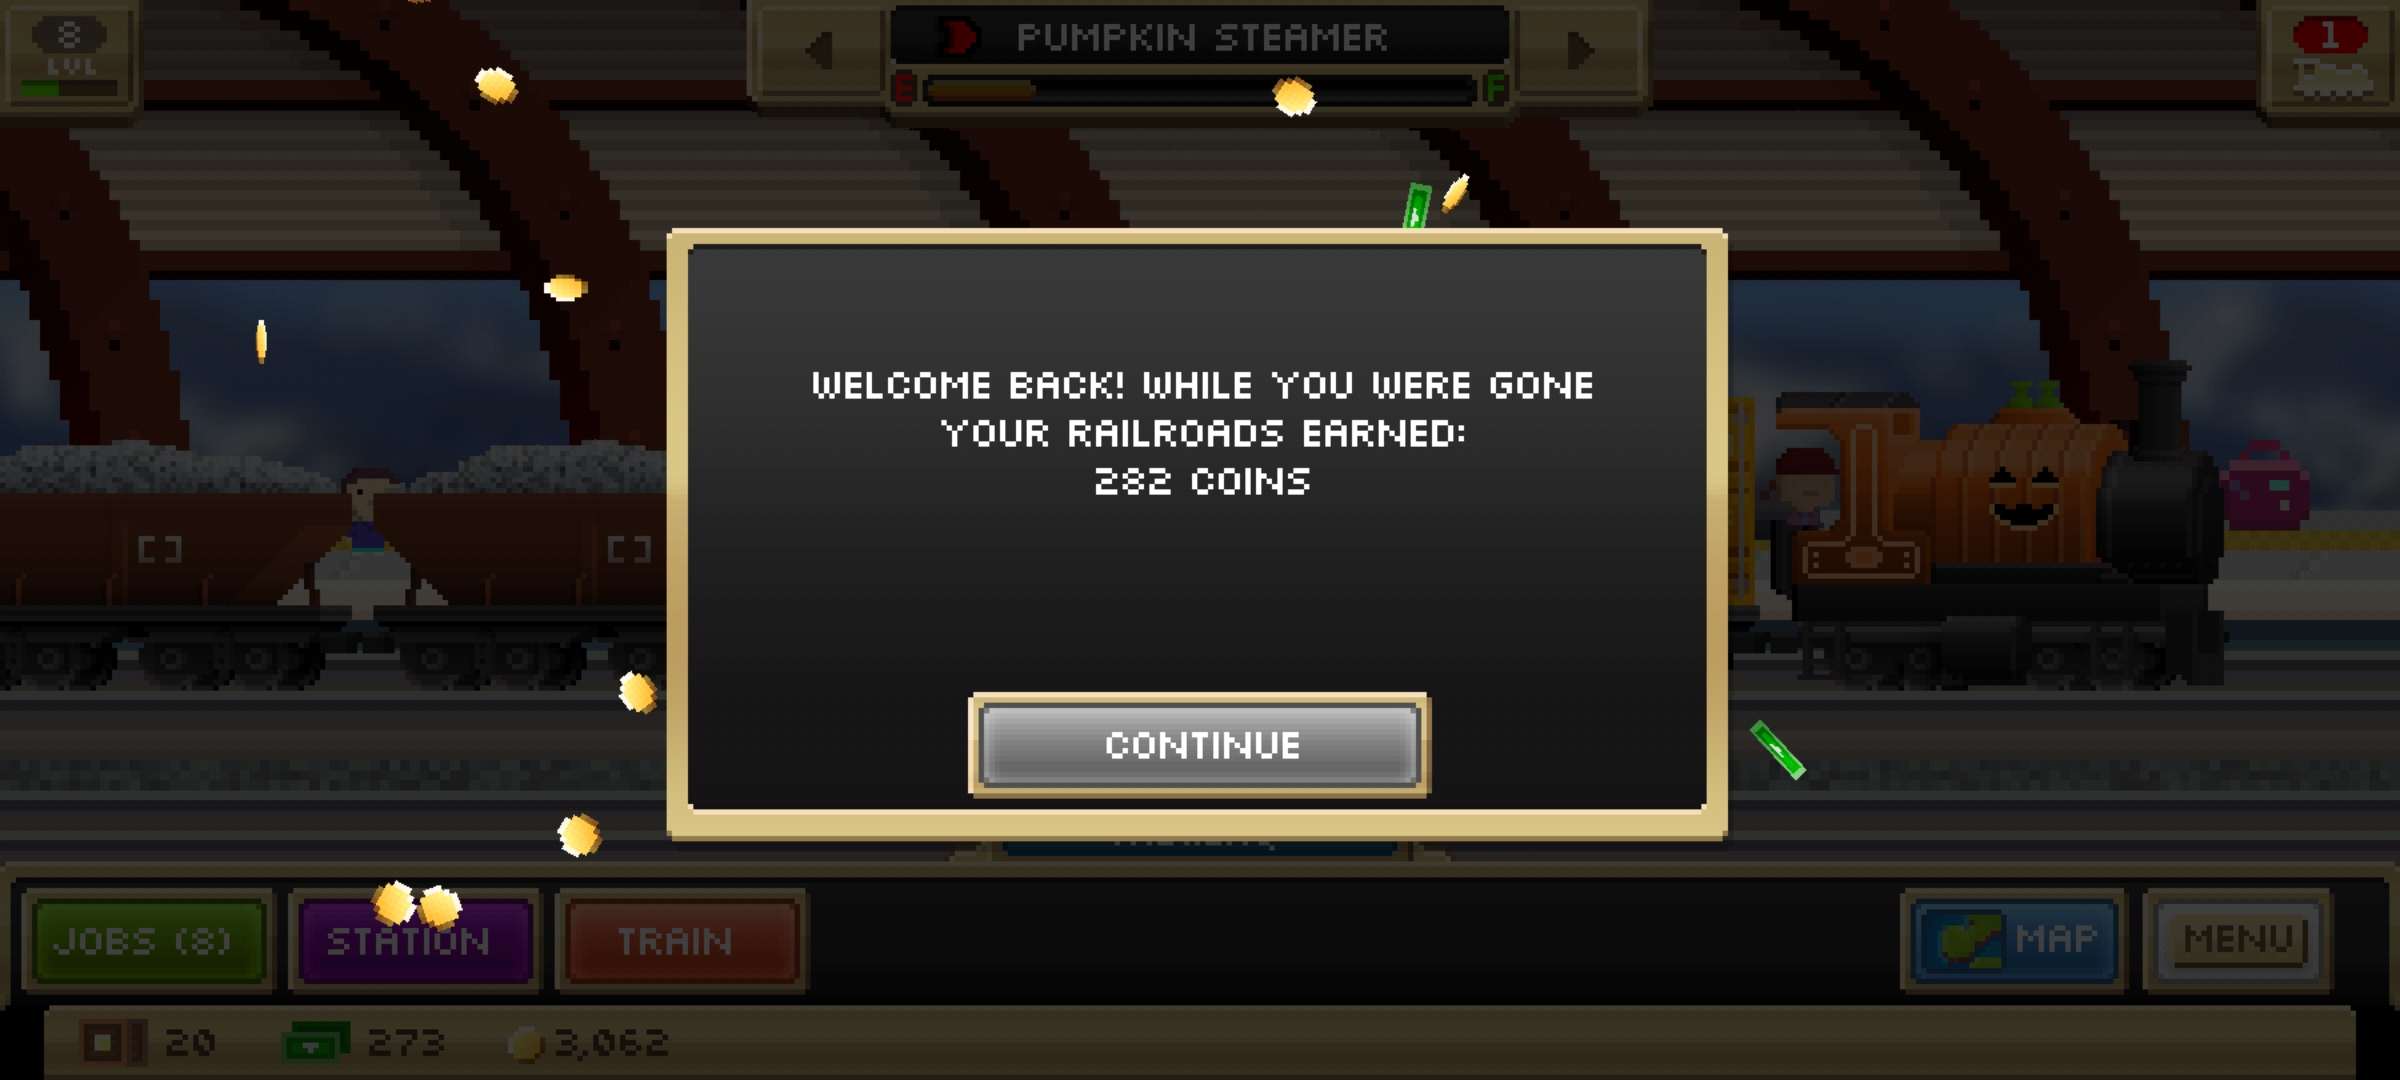 8
LVL
PUMPKIN STEAMER
E
F
1
WELCOME BACK! WHILE YOU WERE GONE
YOUR RAILROADS EARNED:
282 COINS
CONTINUE
JOBS (8)
STATION
TRAIN
MAP
MENU
20
273
3,062